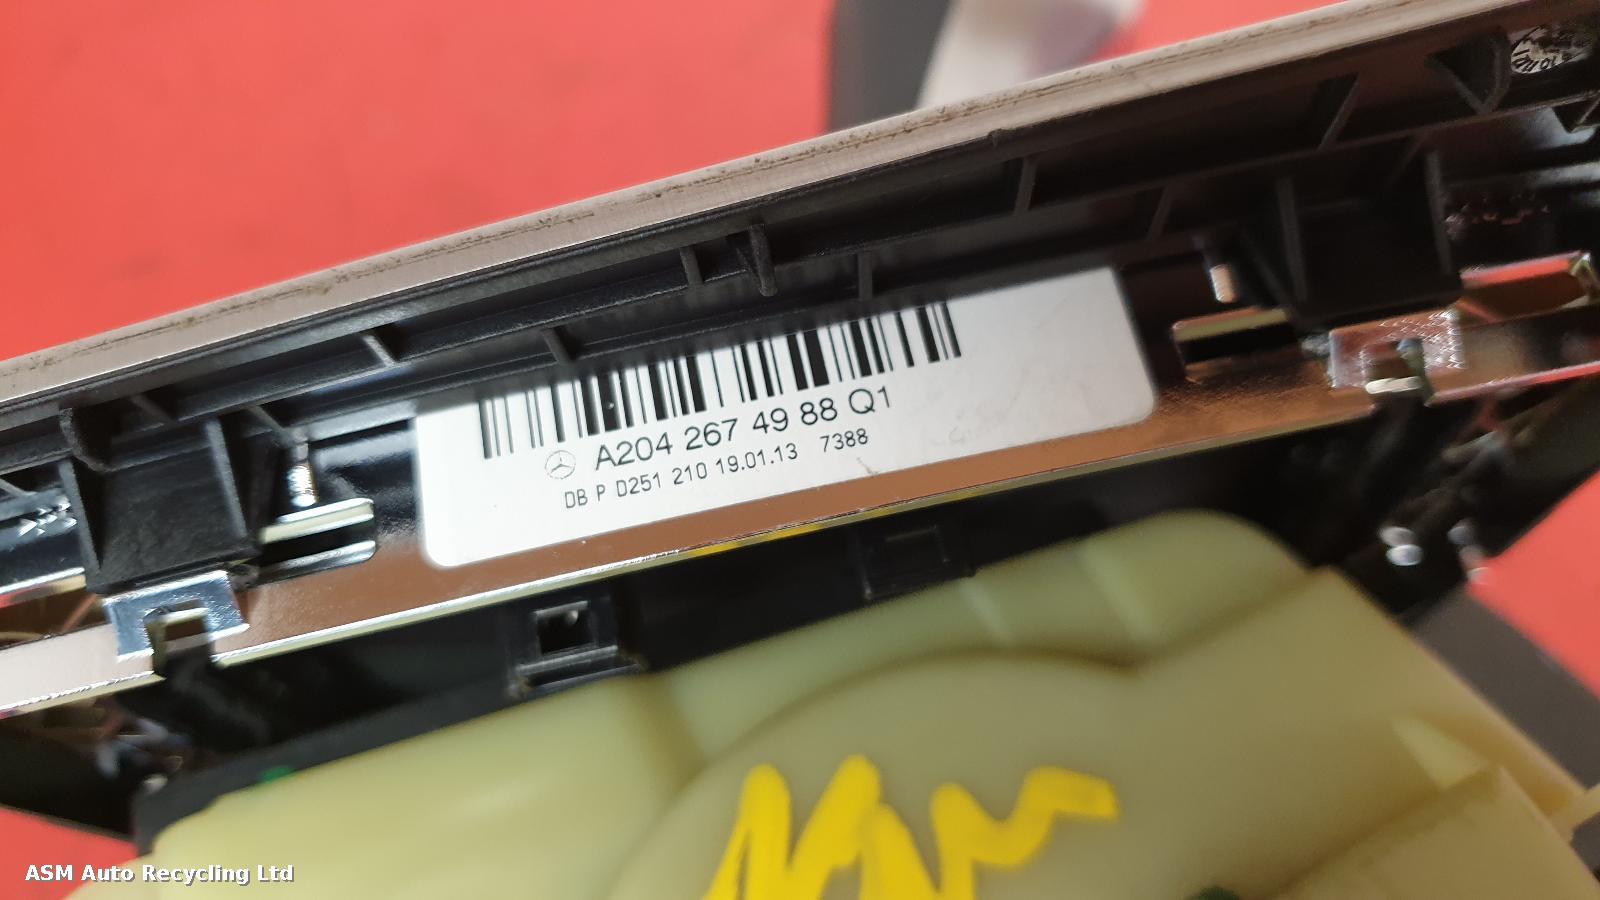 A204 267 49 88 Q1
DB P D251 210 19.01.13 7388
ASM Auto Recycling Ltd